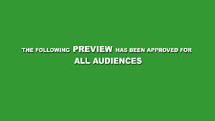 THE FOLLOWING PREVIEW HAS BEEN APPROVED FOR
ALL AUDIENCES